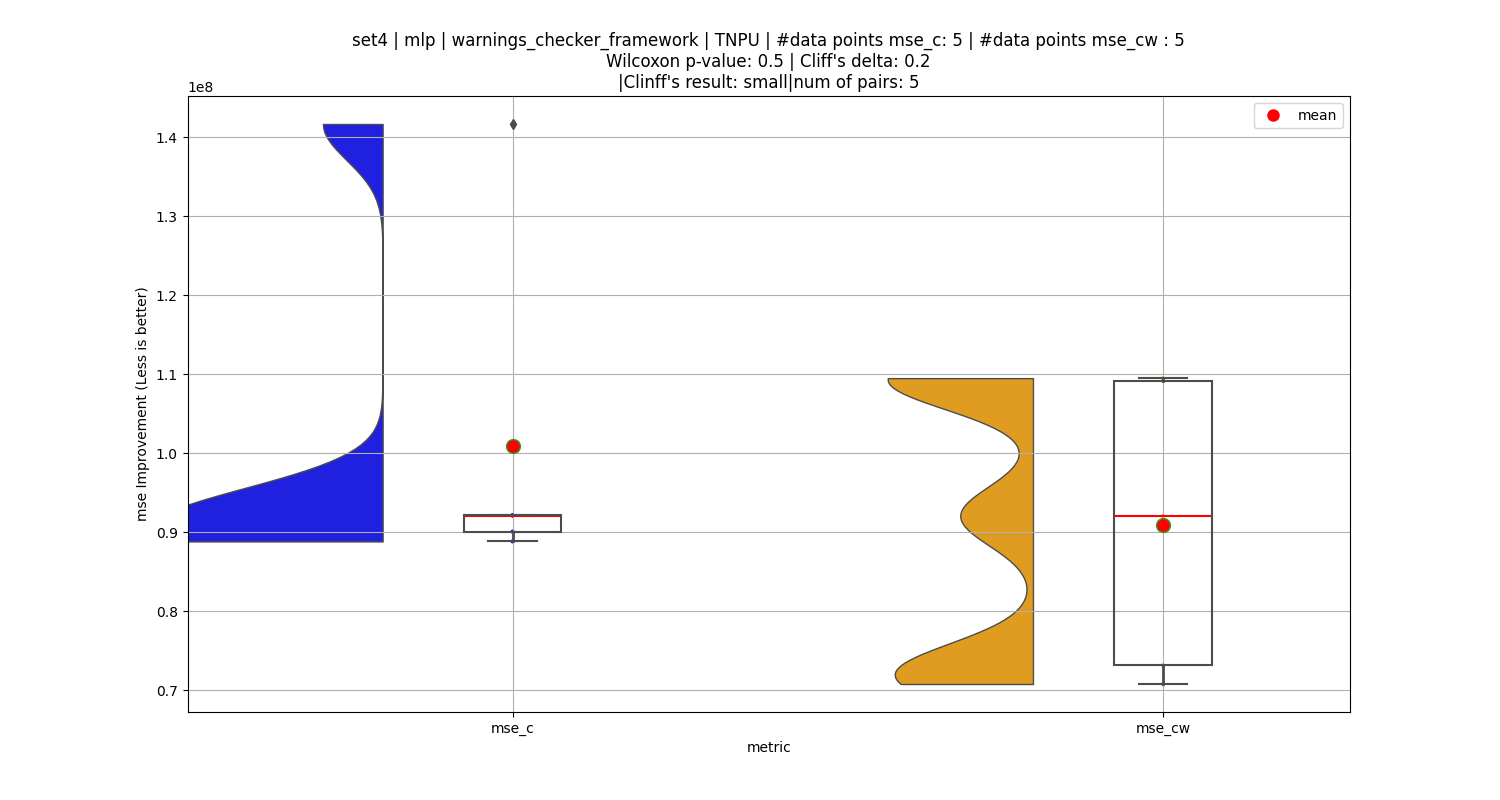 set4 | mlp | warnings_checker_framework | TNPU | #data points mse_c: 5 | #data points mse_cw : 5
Wilcoxon p-value: 0.5 | Cliff's delta: 0.2
|Clinff's result: small|num of pairs: 5
1e8
mean
1.4
1.3
1.2
1.1
1.0
0.9
0.8
0.7
mse Improvement (Less is better)
mse_c
mse_cw
metric